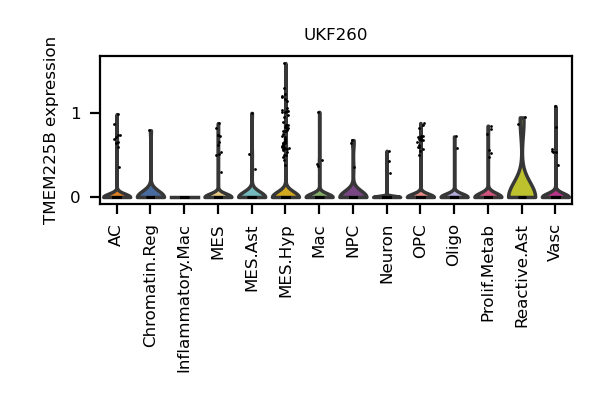 UKF260
TMEM225B expression
1
0
AC
Chromatin.Reg
Inflammatory.Mac
MES
MES.Ast
MES.Hyp
Mac
NPC
Neuron
OPC
Oligo
Prolif.Metab
Reactive.Ast
Vasc